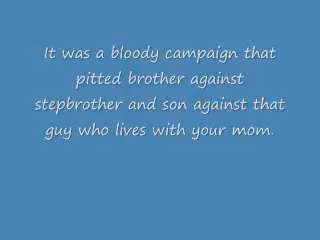 It was a bloody campaign that
pitted brother against
stepbrother and son against that
guy who lives with your mom.